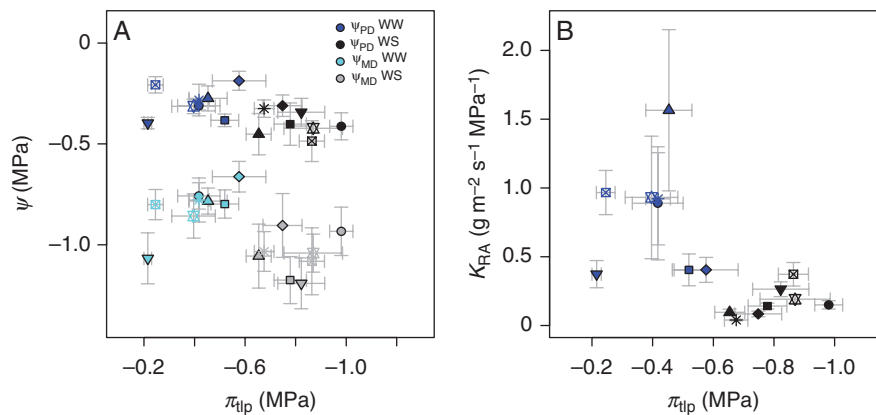 A
ψPD WW
ψPD WS
ψMD WW
ψMD WS
0
−0.5
−1.0
ψ (MPa)
−0.2
−0.6
−1.0
πtlp (MPa)
B
2.0
1.5
1.0
0.5
0
KRA (g m−2 s−1 MPa−1)
−0.2
−0.4
−0.6
−0.8
−1.0
πtlp (MPa)